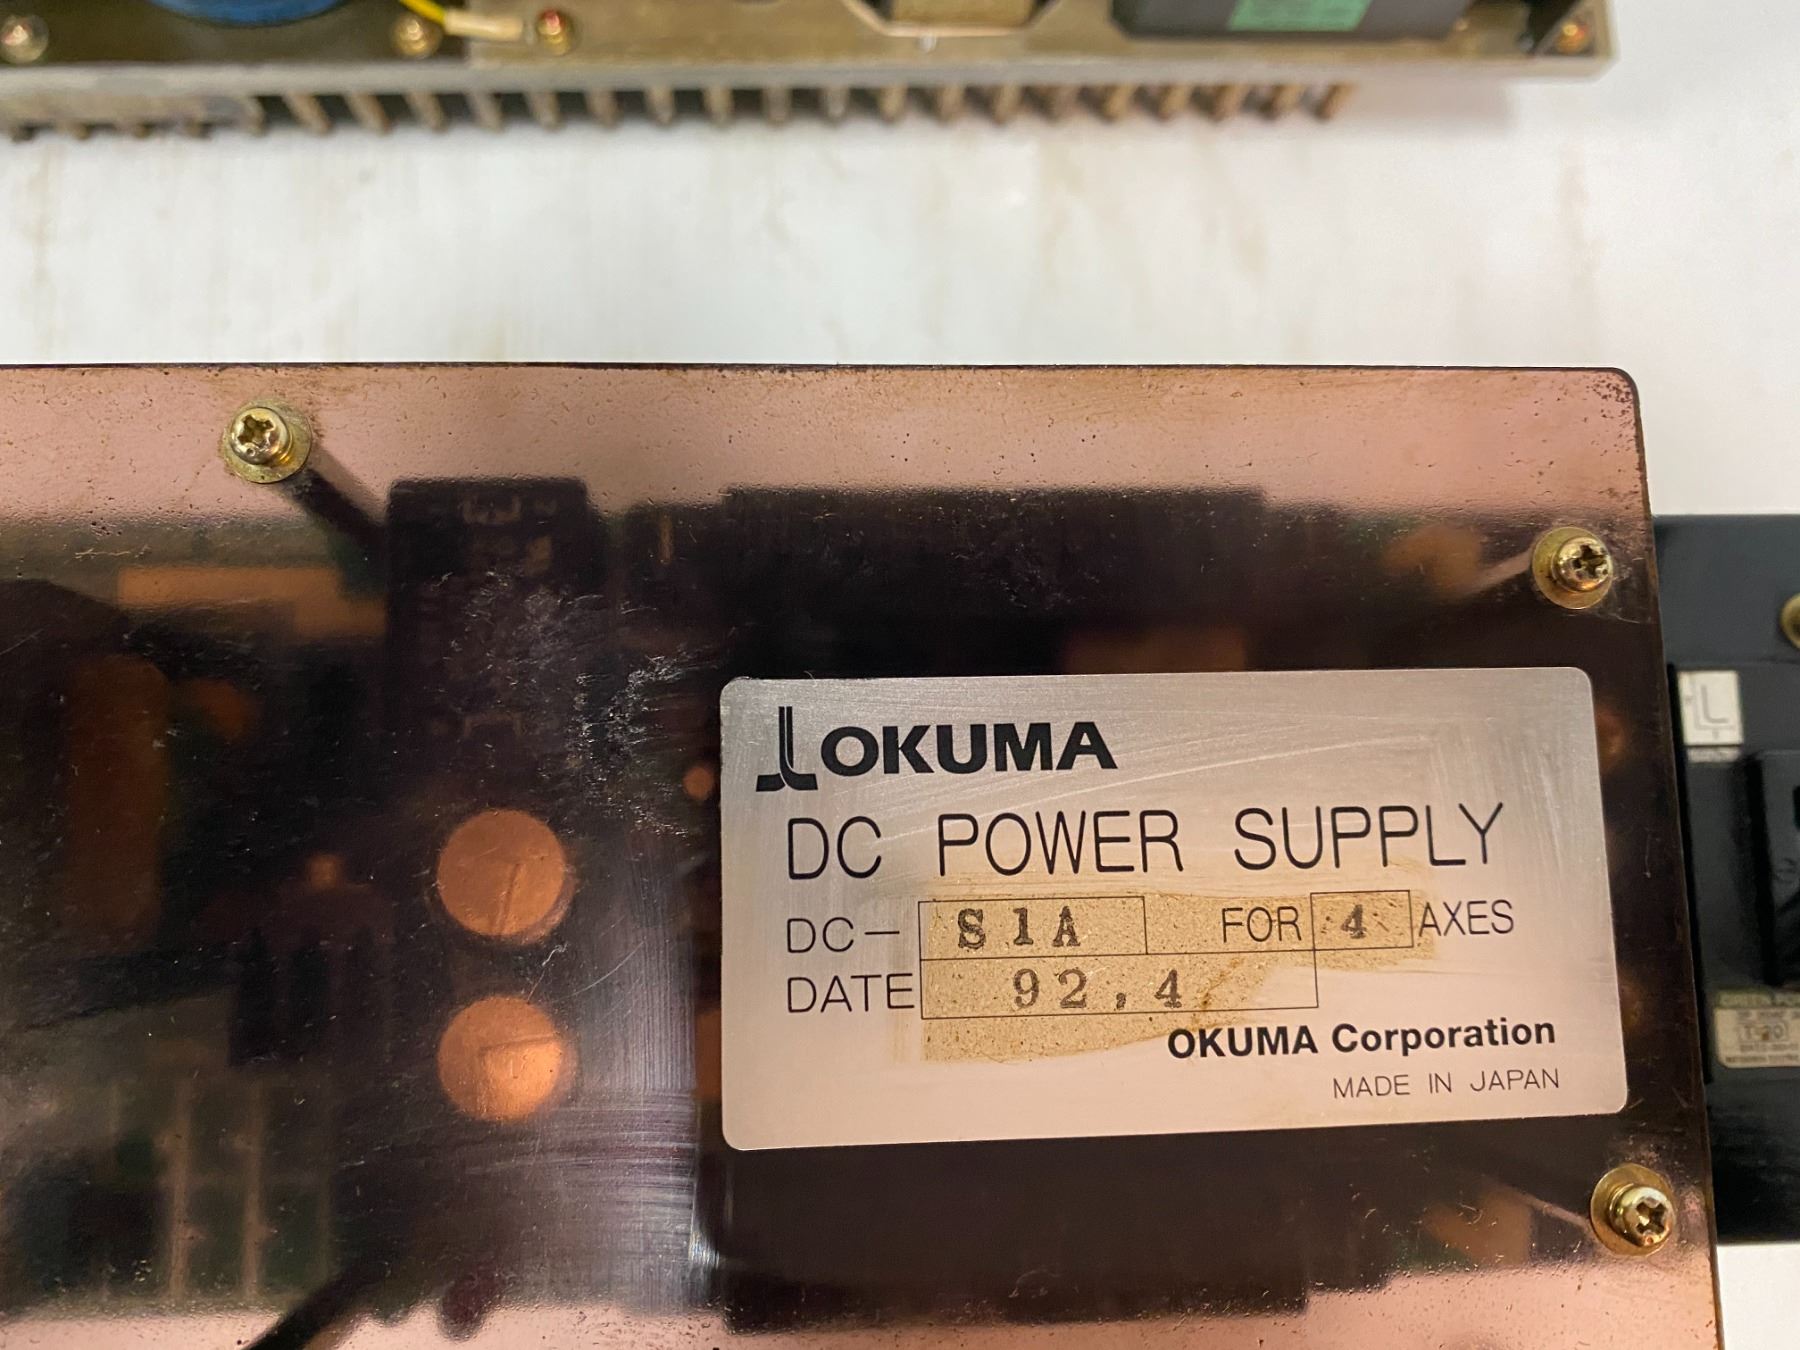 OKUMA
DC POWER SUPPLY
DC- S1A FOR 4 AXES
DATE 92.4
OKUMA Corporation
MADE IN JAPAN